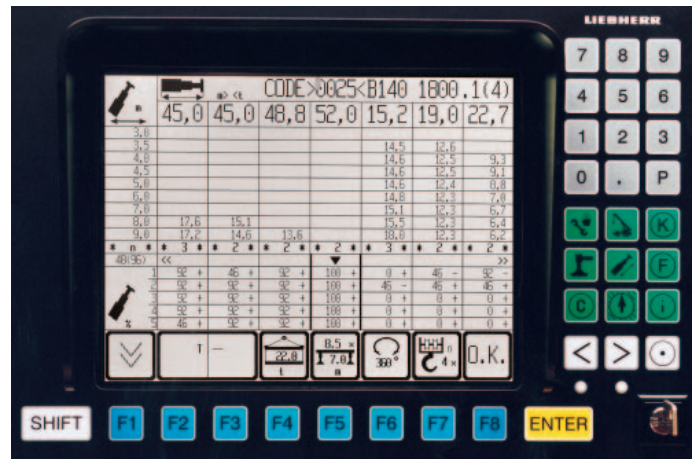 LIEBHERR
m> <t CODE>0025<B140 1800.1(4)
m 45,0 45,0 48,8 52,0 15,2 19,0 22,7
3,0
3,5 14,5 12,6
4,0 14,6 12,5 9,3
4,5 14,6 12,5 9,1
5,0 14,6 12,4 8,8
6,0 14,8 12,3 7,8
7,0 15,1 12,3 6,7
8,0 17,6 15,1 15,5 12,3 6,4
9,0 17,2 14,6 13,6 18,0 12,3 6,2
* n * * 3 * * 2 * * 2 * * 2 * * 3 * * 2 * * 2 *
48(96) << >>
1 92 + 46 + 92 + 100 + 0 + 46 - 92 -
2 92 + 92 + 92 + 100 + 46 - 46 + 46 +
3 92 + 92 + 92 + 100 + 0 + 0 + 0 +
4 92 + 92 + 92 + 100 + 0 + 0 + 0 +
% 5 46 + 92 + 92 + 100 + 0 + 0 + 0 +
T — 22.0 t 8.5 × 7.0 m 360° 0 4× O.K.
7 8 9
4 5 6
1 2 3
0 . P
K
F
C i
< >
SHIFT F1 F2 F3 F4 F5 F6 F7 F8 ENTER